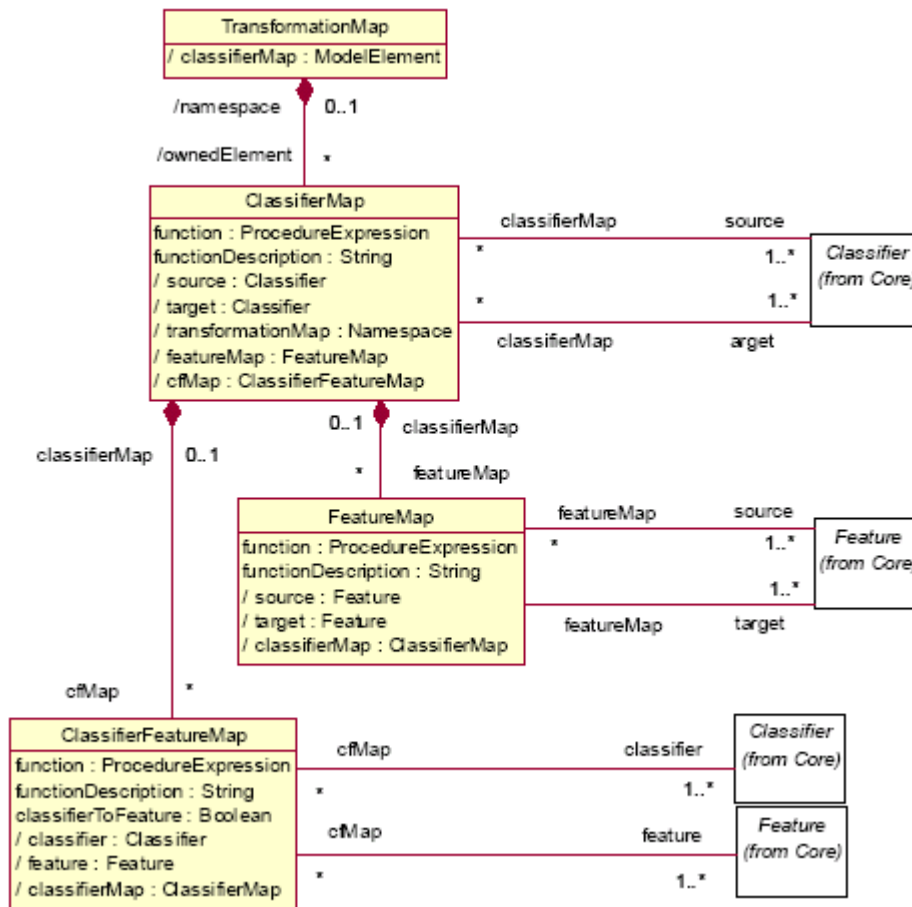 TransformationMap
/ classifierMap : ModelElement
/namespace 0..1
/ownedElement *
ClassifierMap
function : ProcedureExpression
functionDescription : String
/ source : Classifier
/ target : Classifier
/ transformationMap : Namespace
/ featureMap : FeatureMap
/ cfMap : ClassifierFeatureMap
classifierMap source
* 1..*
Classifier
(from Core)
* 1..*
classifierMap arget
classifierMap 0..1
0..1 classifierMap
* featureMap
FeatureMap
function : ProcedureExpression
functionDescription : String
/ source : Feature
/ target : Feature
/ classifierMap : ClassifierMap
featureMap source
* 1..*
Feature
(from Core)
1..*
featureMap target
cfMap *
ClassifierFeatureMap
function : ProcedureExpression
functionDescription : String
classifierToFeature : Boolean
/ classifier : Classifier
/ feature : Feature
/ classifierMap : ClassifierMap
cfMap classifier
* 1..*
Classifier
(from Core)
cfMap feature
* 1..*
Feature
(from Core)